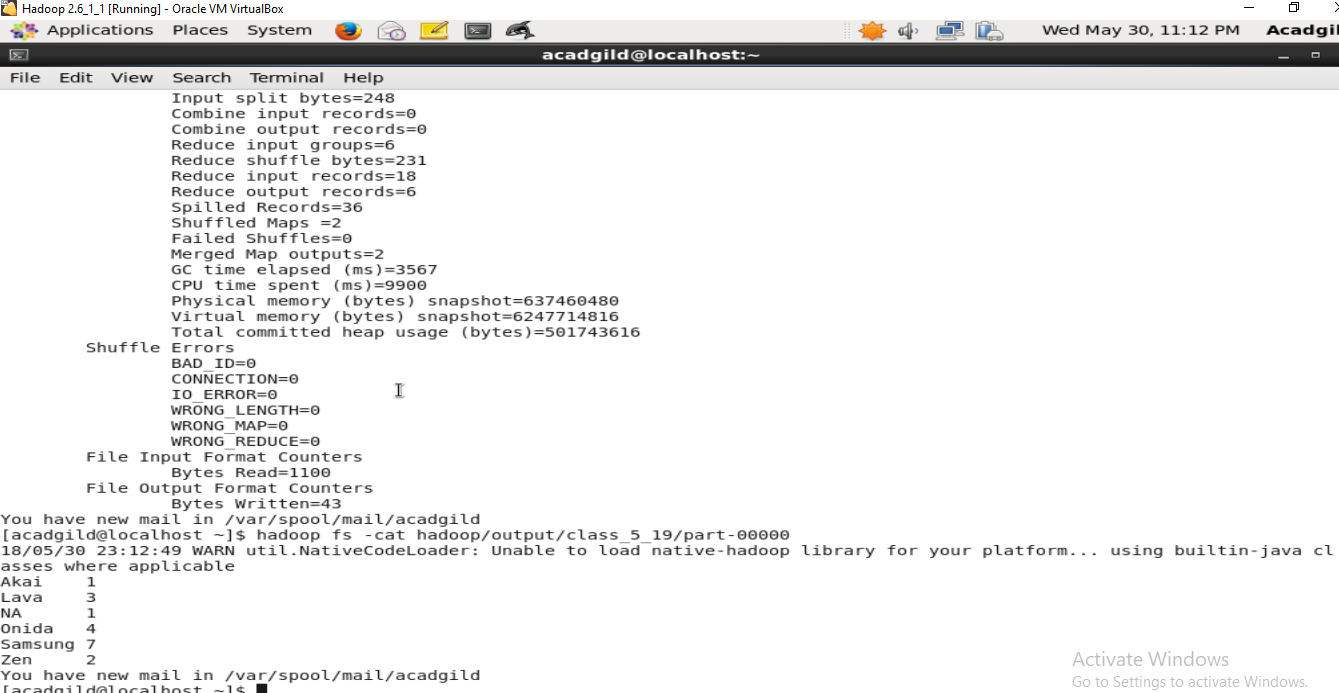 Hadoop 2.6_1_1 [Running] - Oracle VM VirtualBox
Applications Places System Wed May 30, 11:12 PM Acadgil
acadgild@localhost:~
File Edit View Search Terminal Help
Input split bytes=248
Combine input records=0
Combine output records=0
Reduce input groups=6
Reduce shuffle bytes=231
Reduce input records=18
Reduce output records=6
Spilled Records=36
Shuffled Maps =2
Failed Shuffles=0
Merged Map outputs=2
GC time elapsed (ms)=3567
CPU time spent (ms)=9900
Physical memory (bytes) snapshot=637460480
Virtual memory (bytes) snapshot=6247714816
Total committed heap usage (bytes)=501743616
Shuffle Errors
BAD_ID=0
CONNECTION=0
IO_ERROR=0
WRONG_LENGTH=0
WRONG_MAP=0
WRONG_REDUCE=0
File Input Format Counters
Bytes Read=1100
File Output Format Counters
Bytes Written=43
You have new mail in /var/spool/mail/acadgild
[acadgild@localhost ~]$ hadoop fs -cat hadoop/output/class_5_19/part-00000
18/05/30 23:12:49 WARN util.NativeCodeLoader: Unable to load native-hadoop library for your platform... using builtin-java cl
asses where applicable
Akai 1
Lava 3
NA 1
Onida 4
Samsung 7
Zen 2
You have new mail in /var/spool/mail/acadgild
[acadgild@localhost ~]$
Activate Windows
Go to Settings to activate Windows.